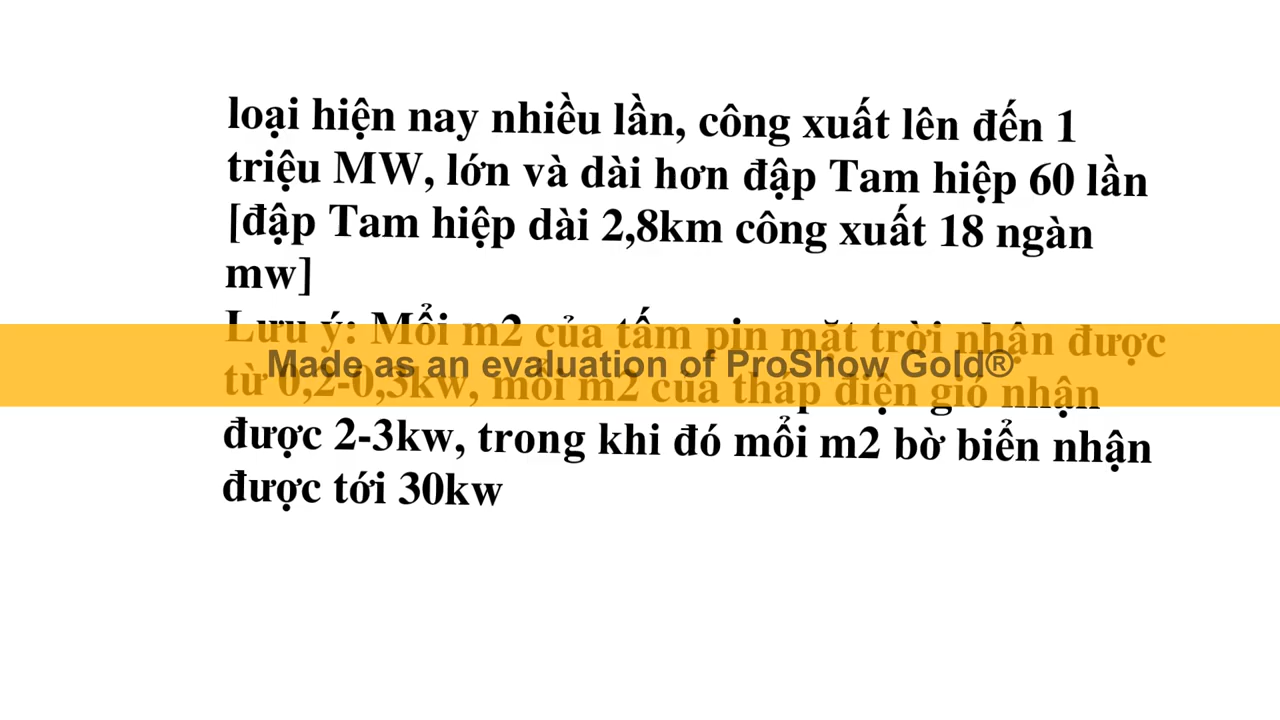 loại hiện nay nhiều lần, công xuất lên đến 1
triệu MW, lớn và dài hơn đập Tam hiệp 60 lần
[đập Tam hiệp dài 2,8km công xuất 18 ngàn
mw]
Lưu ý: Mổi m2 của tấm pin mặt trời nhận được
Made as an evaluation of ProShow Gold®
từ 0,2-0,3kw, mổi m2 của tháp điện gió nhận
được 2-3kw, trong khi đó mổi m2 bờ biển nhận
được tới 30kw